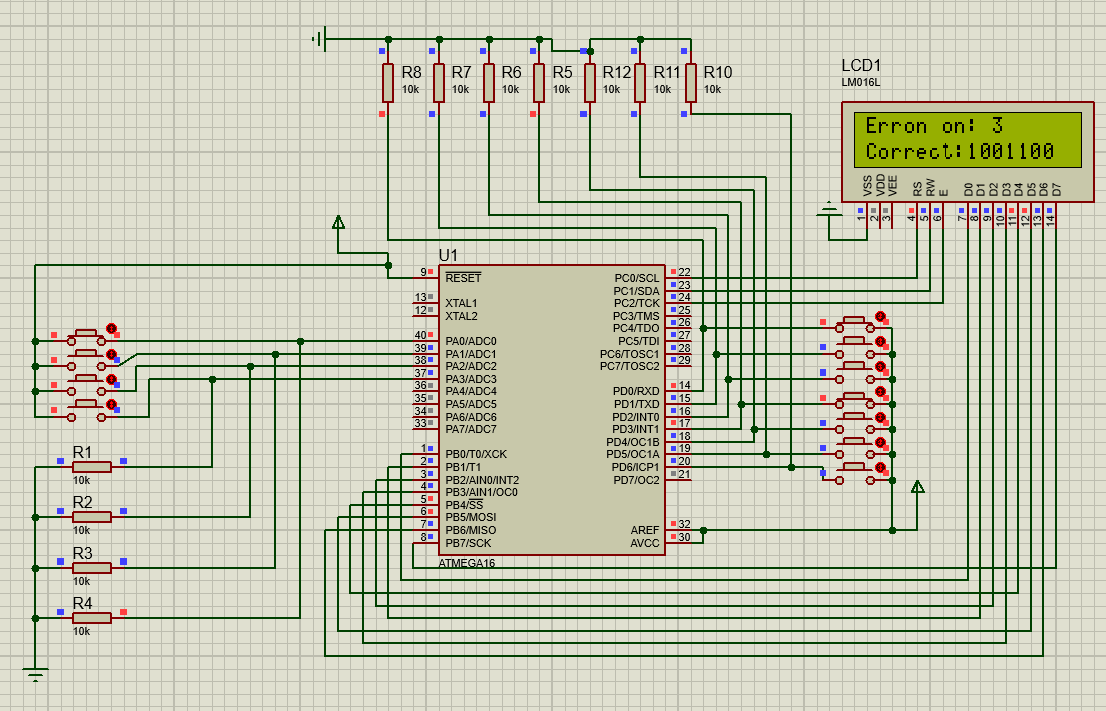 R8 R7 R6 R5 R12 R11 R10
10k 10k 10k 10k 10k 10k 10k
LCD1
LM016L
Erron on: 3
Correct:1001100
VSS VDD VEE RS RW E D0 D1 D2 D3 D4 D5 D6 D7
1 2 3 4 5 6 7 8 9 10 11 12 13 14
U1
9 RESET PC0/SCL 22
PC1/SDA 23
13 XTAL1 PC2/TCK 24
12 XTAL2 PC3/TMS 25
PC4/TDO 26
40 PA0/ADC0 PC5/TDI 27
39 PA1/ADC1 PC6/TOSC1 28
38 PA2/ADC2 PC7/TOSC2 29
37 PA3/ADC3
36 PA4/ADC4 PD0/RXD 14
35 PA5/ADC5 PD1/TXD 15
34 PA6/ADC6 PD2/INT0 16
33 PA7/ADC7 PD3/INT1 17
PD4/OC1B 18
1 PB0/T0/XCK PD5/OC1A 19
2 PB1/T1 PD6/ICP1 20
3 PB2/AIN0/INT2 PD7/OC2 21
4 PB3/AIN1/OC0
5 PB4/SS
6 PB5/MOSI
7 PB6/MISO AREF 32
8 PB7/SCK AVCC 30
ATMEGA16
R1
10k
R2
10k
R3
10k
R4
10k